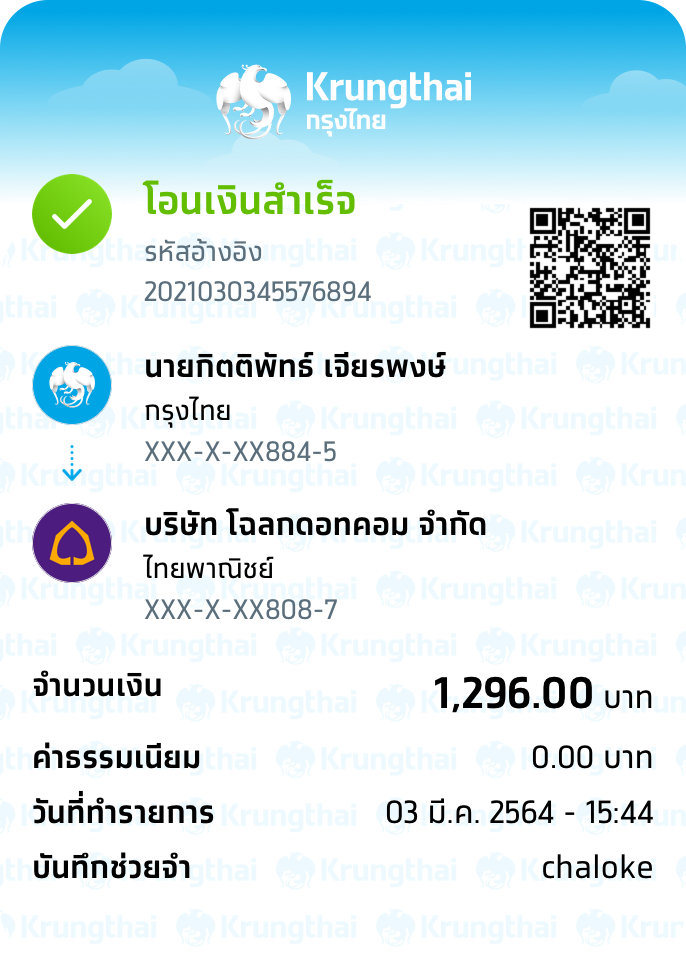 Krungthai
กรุงไทย
โอนเงินสำเร็จ
รหัสอ้างอิง
2021030345576894
นายกิตติพัทธ์ เจียรพงษ์
กรุงไทย
XXX-X-XX884-5
บริษัท โฉลกดอทคอม จำกัด
ไทยพาณิชย์
XXX-X-XX808-7
จำนวนเงิน 1,296.00 บาท
ค่าธรรมเนียม 0.00 บาท
วันที่ทำรายการ 03 มี.ค. 2564 - 15:44
บันทึกช่วยจำ chaloke